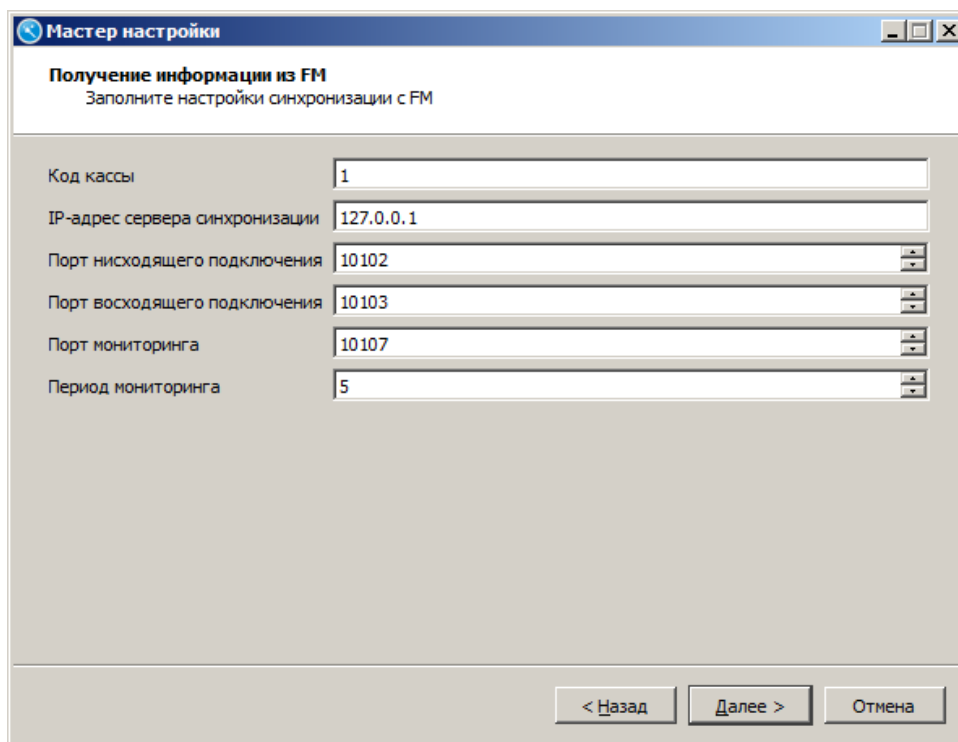 Мастер настройки
Получение информации из FM
Заполните настройки синхронизации с FM
Код кассы 1
IP-адрес сервера синхронизации 127.0.0.1
Порт нисходящего подключения 10102
Порт восходящего подключения 10103
Порт мониторинга 10107
Период мониторинга 5
< Назад Далее > Отмена